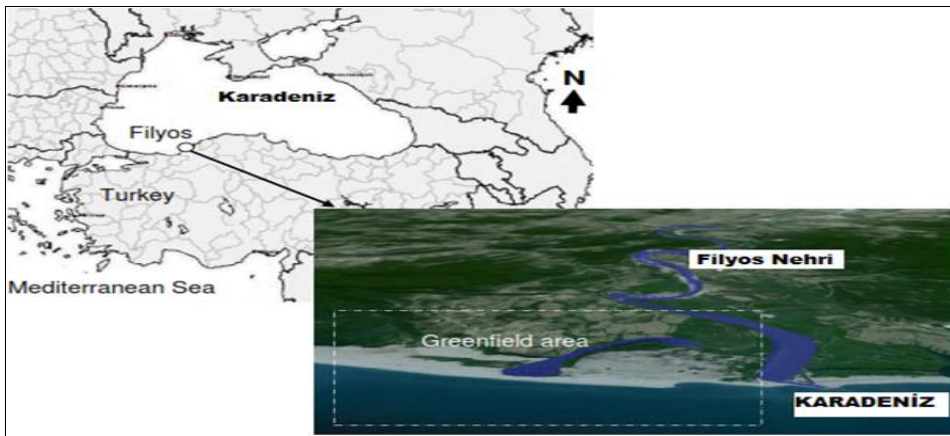 N
Karadeniz
Filyos
Turkey
Mediterranean Sea
Filyos Nehri
Greenfield area
KARADENİZ